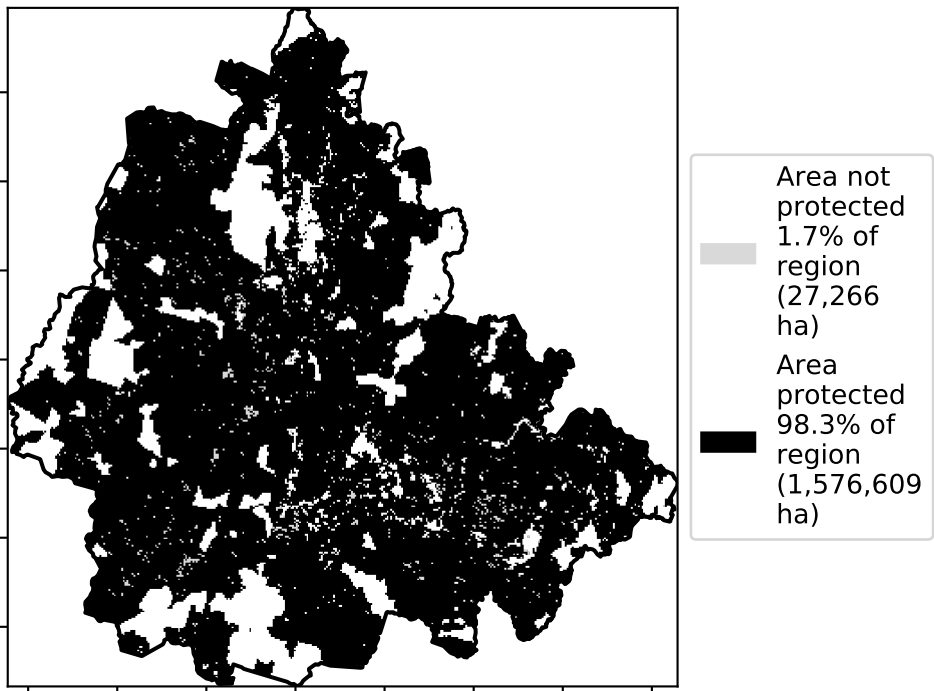 Area not
protected
1.7% of
region
(27,266
ha)
Area
protected
98.3% of
region
(1,576,609
ha)